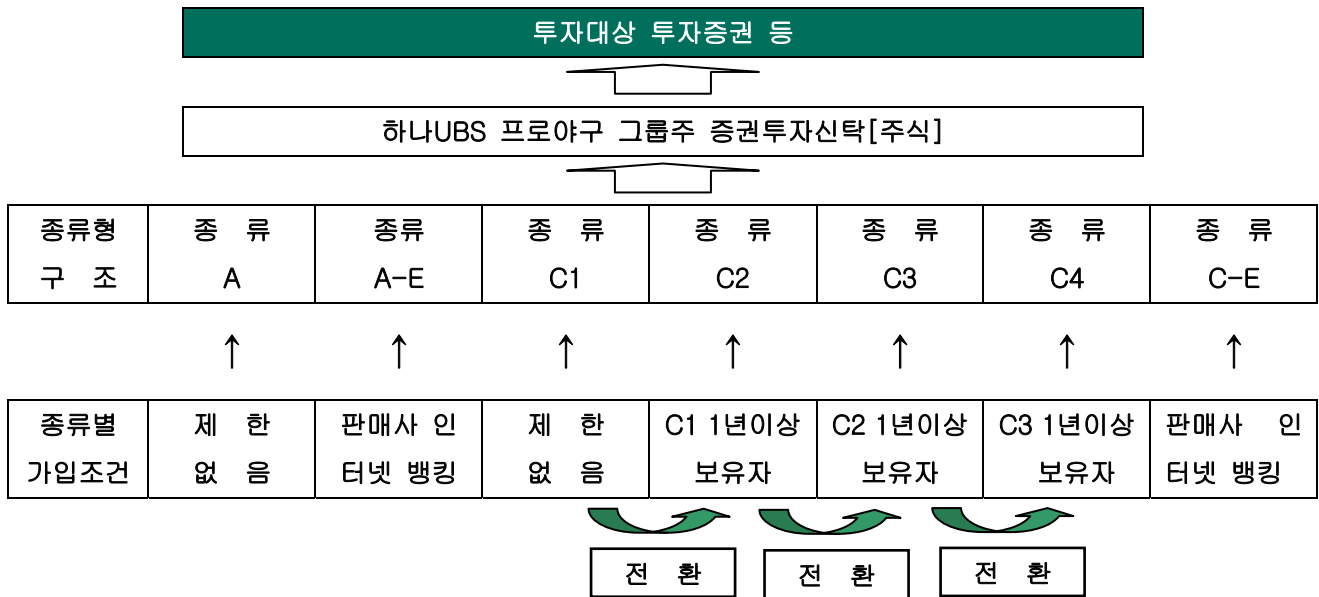 투자대상 투자증권 등
하나UBS 프로야구 그룹주 증권투자신탁[주식]
종류형 종 류 종류 종 류 종 류 종 류 종 류 종 류
구 조 A A-E C1 C2 C3 C4 C-E
↑ ↑ ↑ ↑ ↑ ↑ ↑
종류별 제 한 판매사 인 제 한 C1 1년이상 C2 1년이상 C3 1년이상 판매사 인
가입조건 없 음 터넷 뱅킹 없 음 보유자 보유자 보유자 터넷 뱅킹
전 환 전 환 전 환